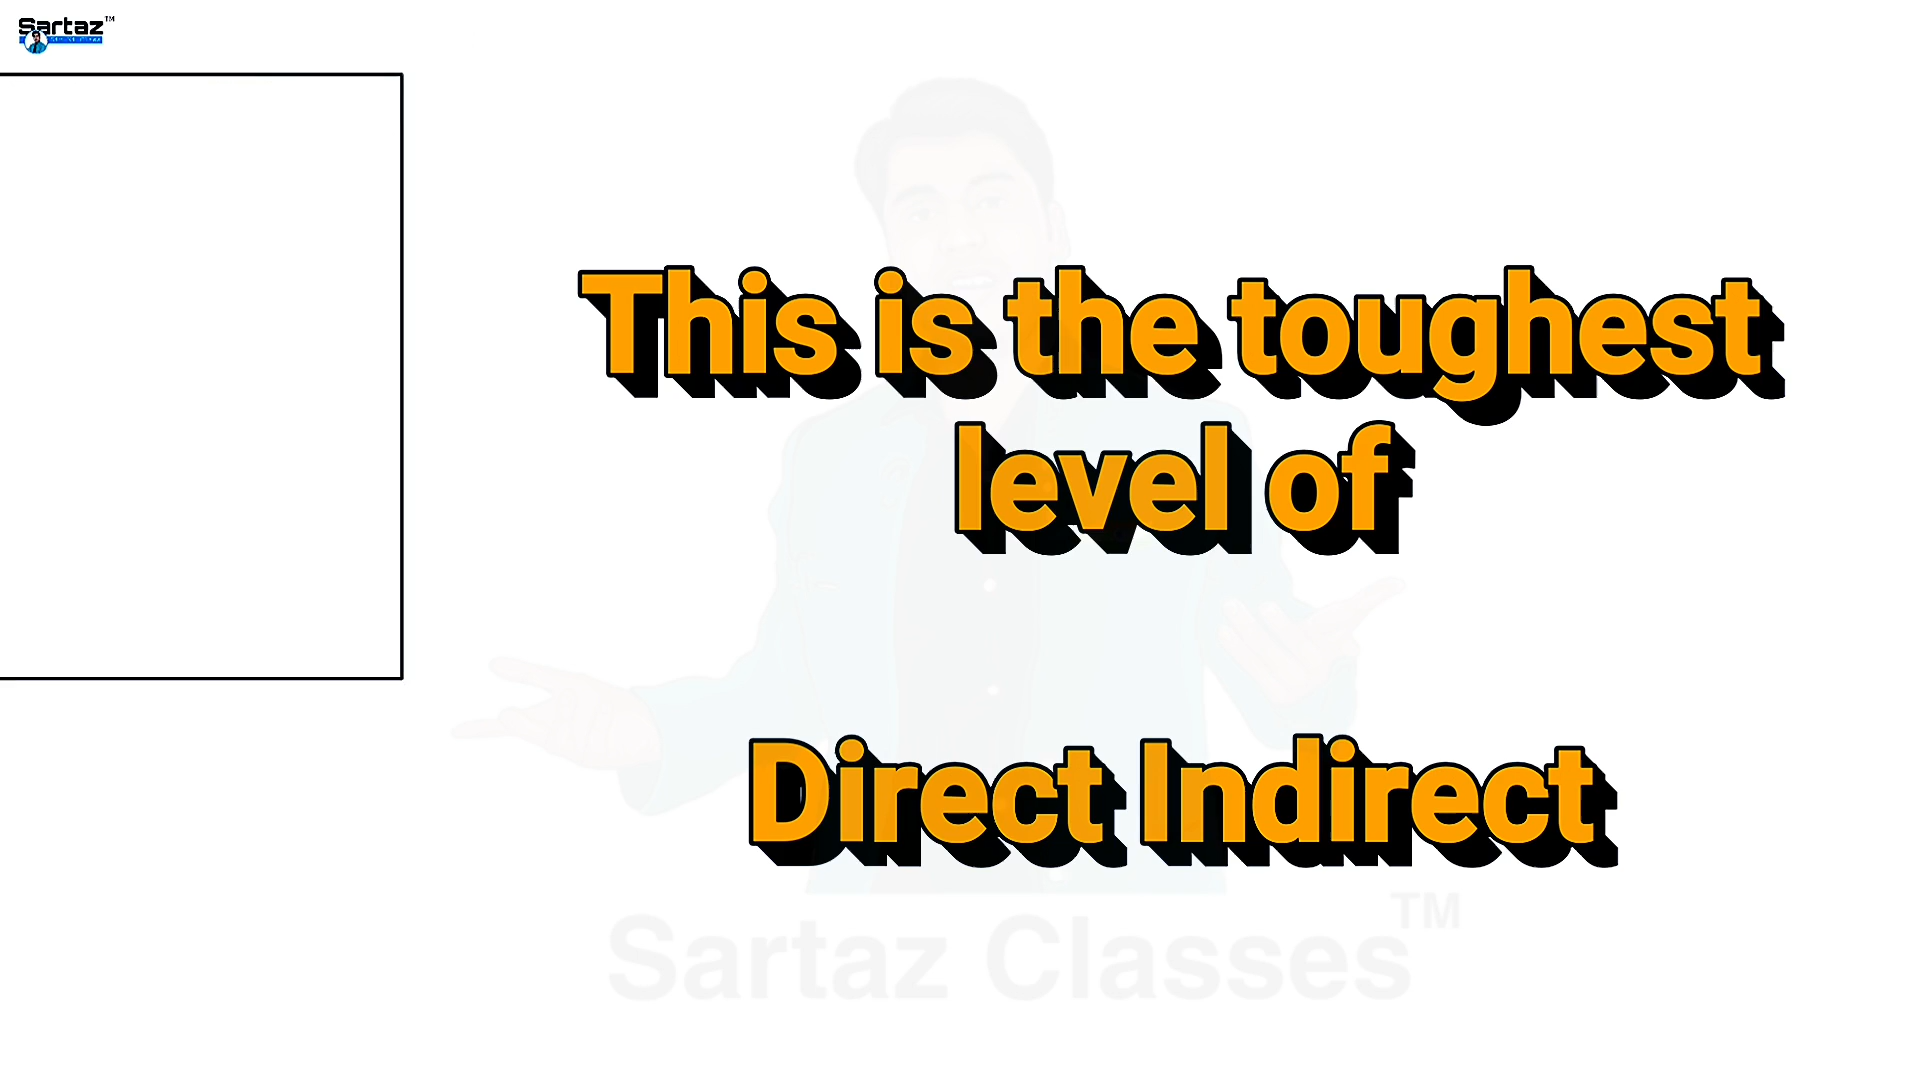 Sartaz™
This is the toughest
level of
Direct Indirect
Sartaz Classes™